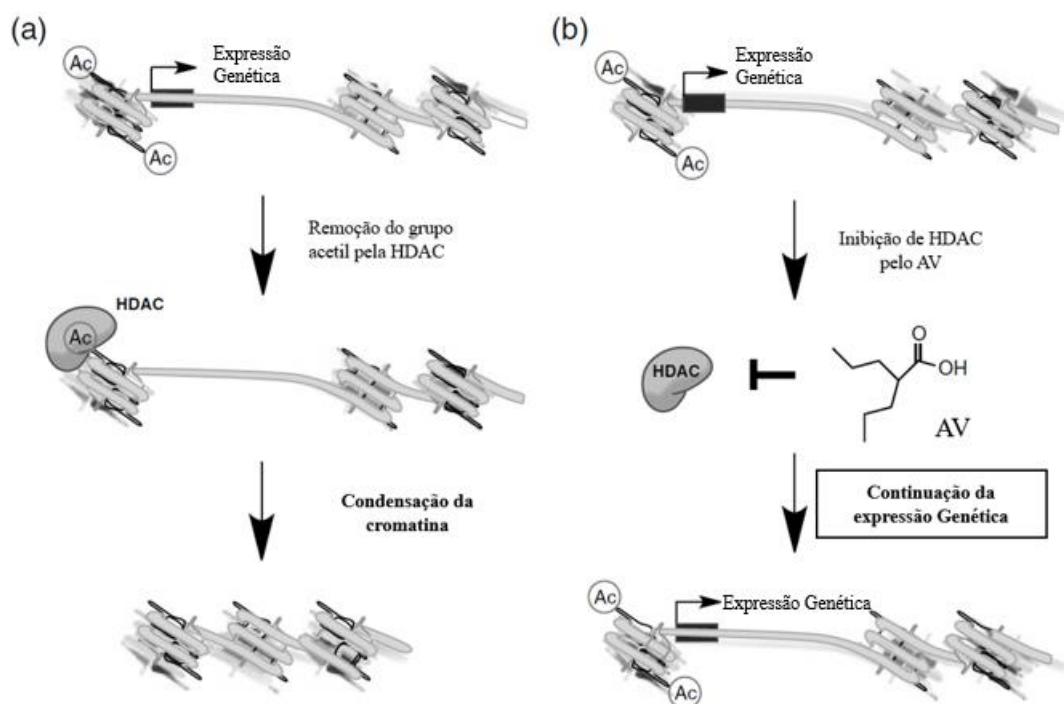 (a)
Ac
Expressão
Genética
Ac
Remoção do grupo
acetil pela HDAC
HDAC
Ac
Condensação da
cromatina
(b)
Ac
Expressão
Genética
Ac
Inibição de HDAC
pelo AV
HDAC
O
OH
AV
Continuação da
expressão Genética
Ac
Expressão Genética
Ac